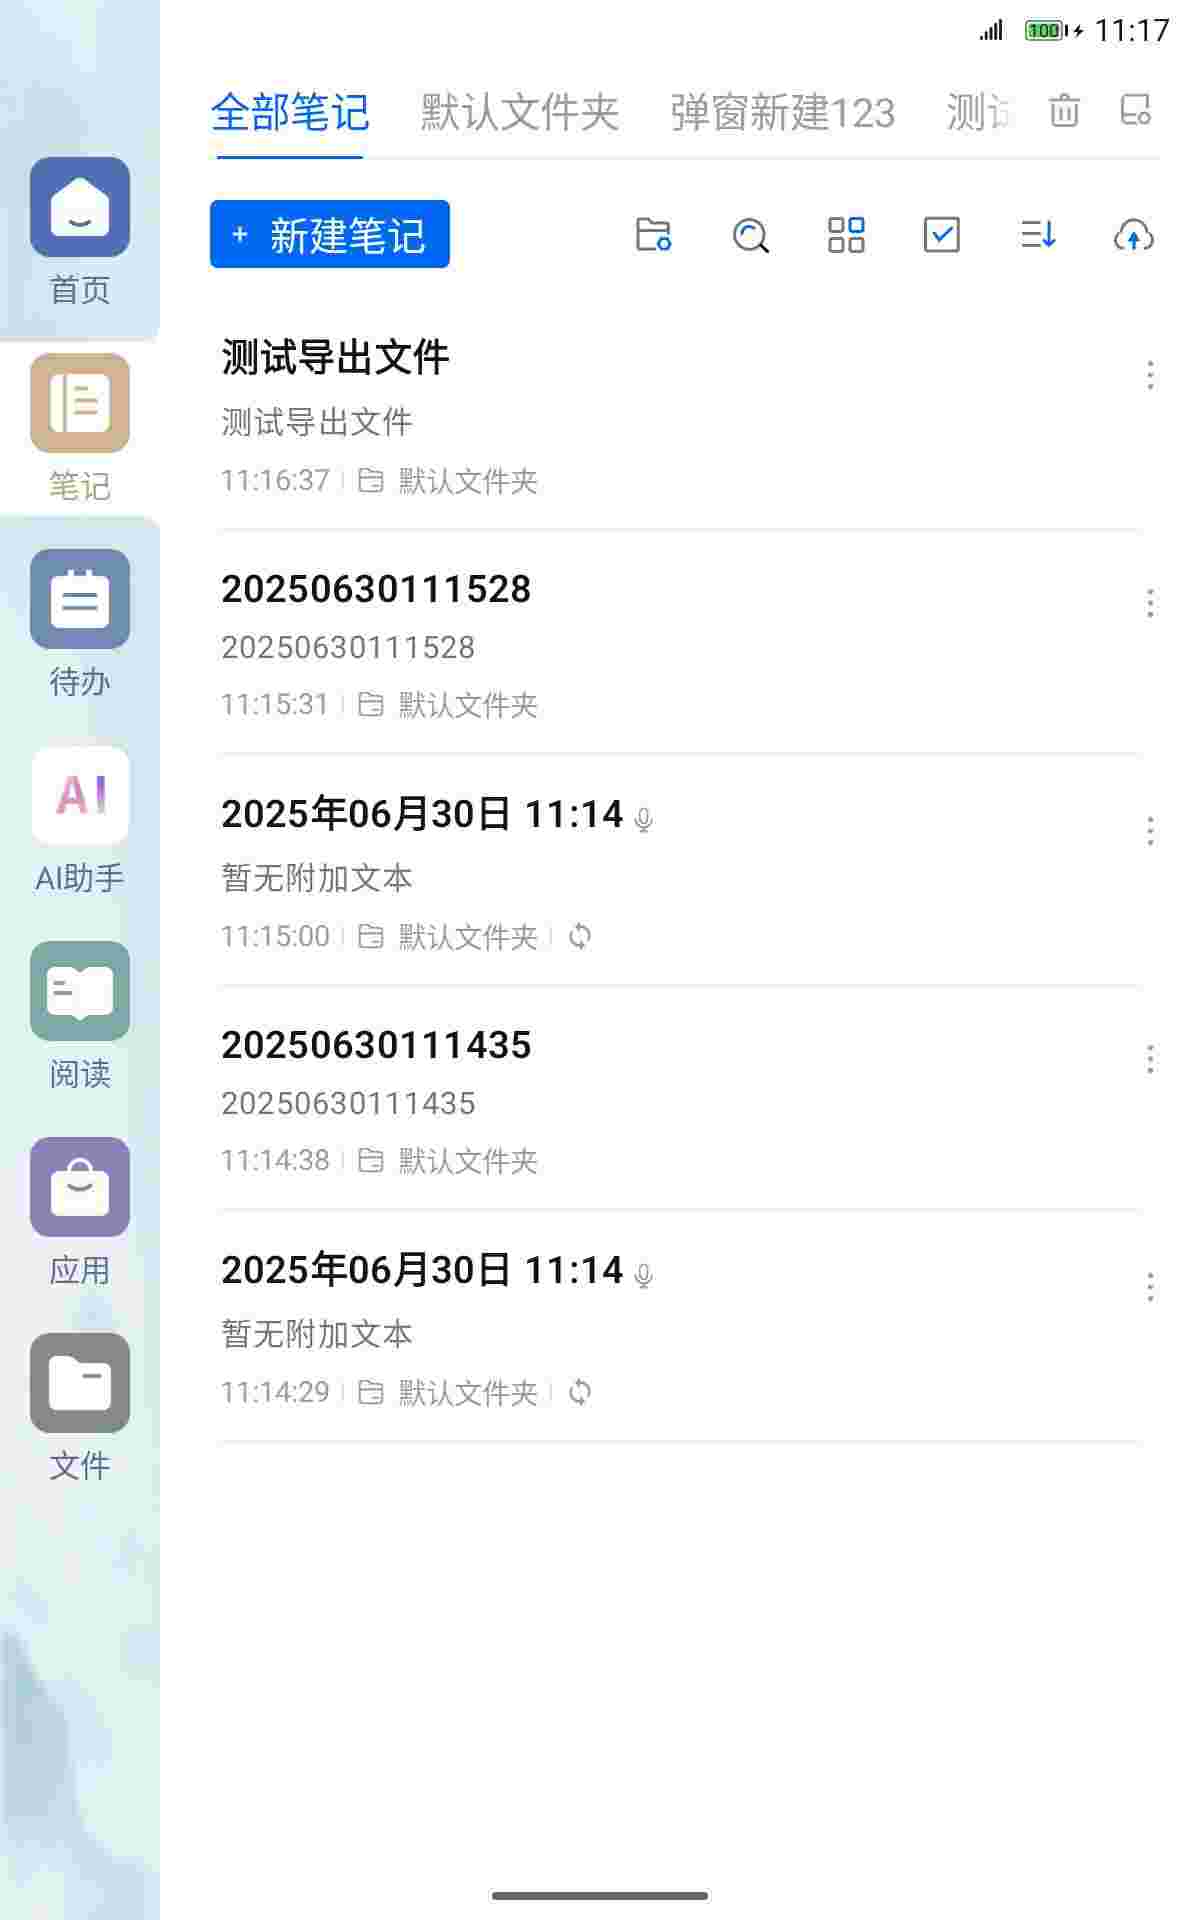 100 11:17
全部笔记 默认文件夹 弹窗新建123 测试
+ 新建笔记
首页
笔记
待办
AI
AI助手
阅读
应用
文件
测试导出文件
测试导出文件
11:16:37 默认文件夹
20250630111528
20250630111528
11:15:31 默认文件夹
2025年06月30日 11:14
暂无附加文本
11:15:00 默认文件夹
20250630111435
20250630111435
11:14:38 默认文件夹
2025年06月30日 11:14
暂无附加文本
11:14:29 默认文件夹